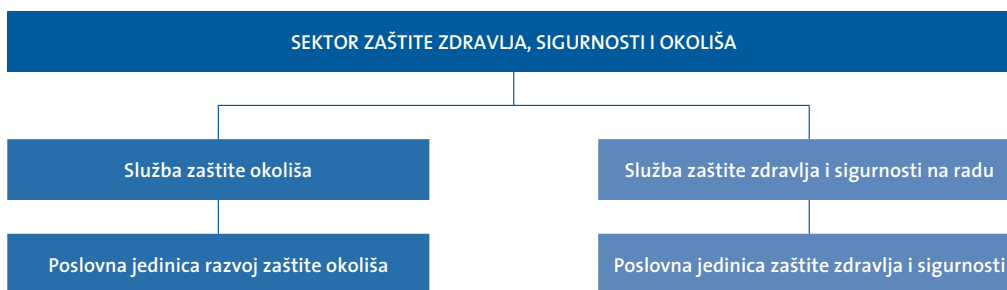 SEKTOR ZAŠTITE ZDRAVLJA, SIGURNOSTI I OKOLIŠA
Služba zaštite okoliša
Služba zaštite zdravlja i sigurnosti na radu
Poslovna jedinica razvoj zaštite okoliša
Poslovna jedinica zaštite zdravlja i sigurnosti